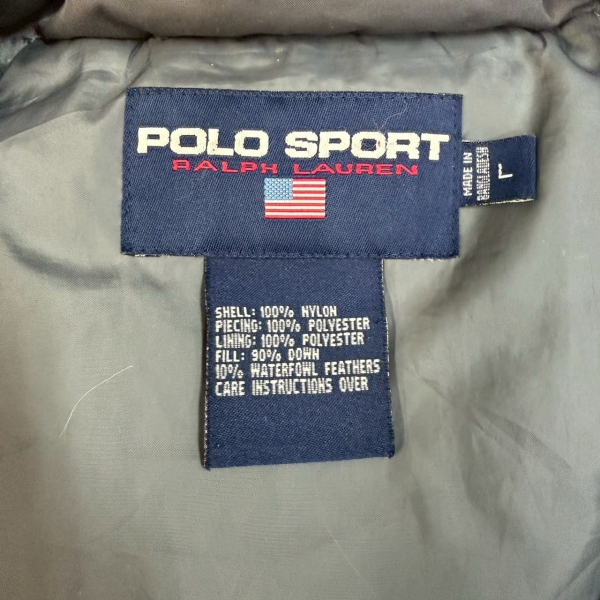 POLO SPORT
RALPH LAUREN
MADE IN
BANGLADESH
L
SHELL: 100% NYLON
PIECING: 100% POLYESTER
LINING: 100% POLYESTER
FILL: 90% DOWN
10% WATERFOWL FEATHERS
CARE INSTRUCTIONS OVER